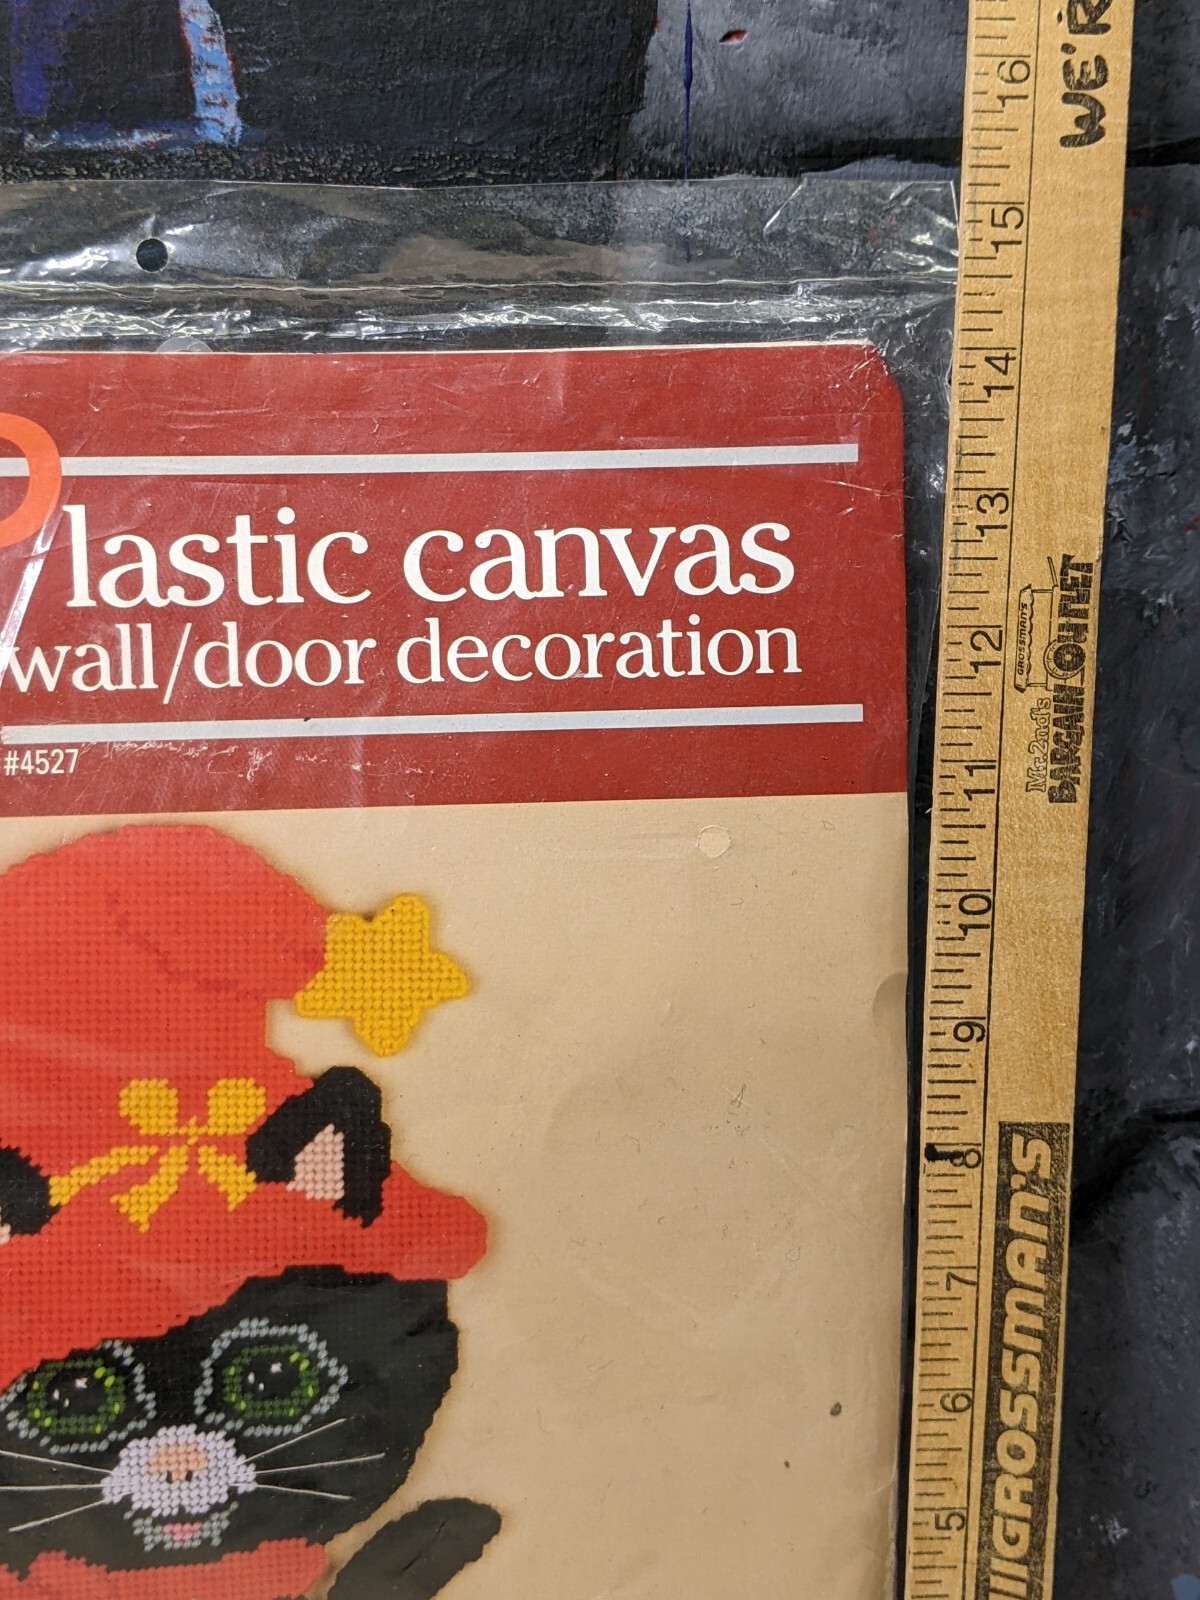 Plastic canvas
wall/door decoration
#4527
WE'R
16
15
14
13
12
11
10
9
8
7
6
5
GROSSMAN'S
Mr. 2nd's
BARGAIN OUTLET
GROSSMAN'S